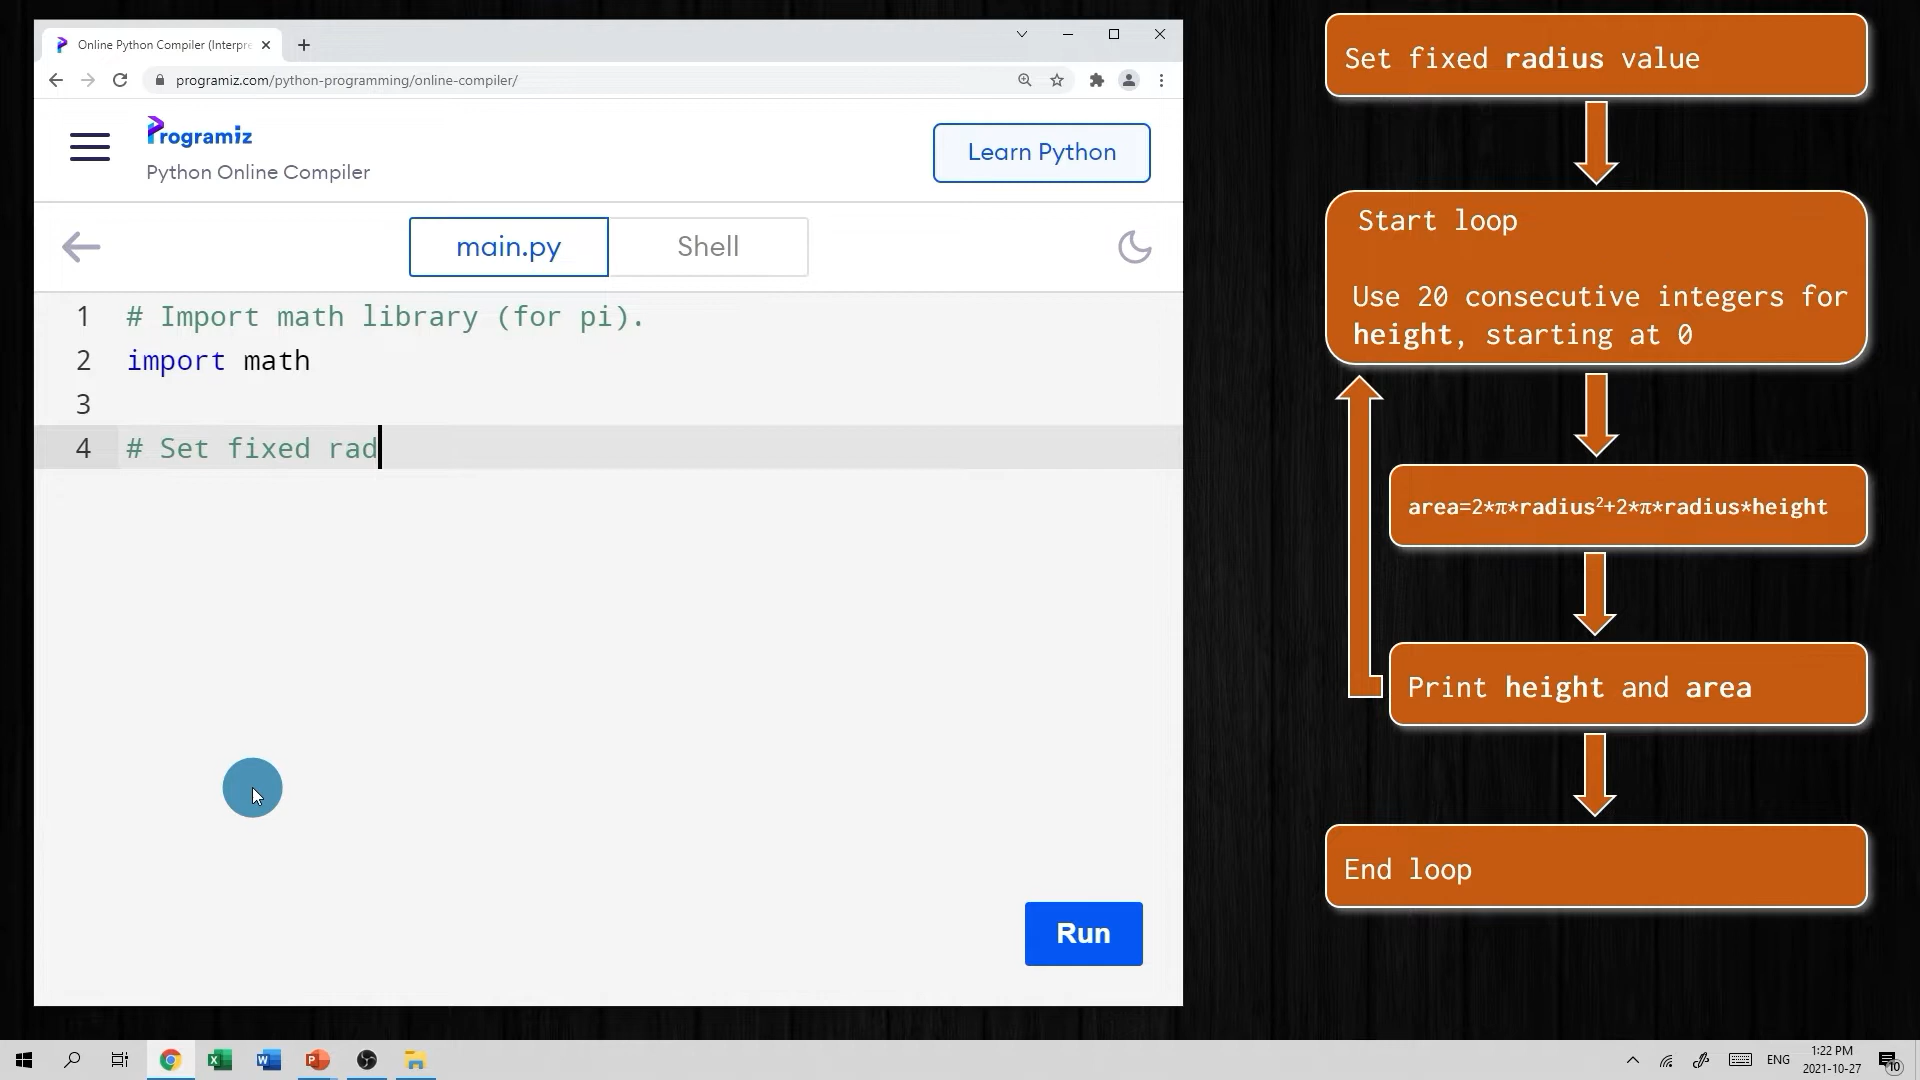 Online Python Compiler (Interpre
programiz.com/python-programming/online-compiler/
Programiz
Python Online Compiler
Learn Python
main.py
Shell
1 # Import math library (for pi).
2 import math
3
4 # Set fixed rad
Run
Set fixed radius value
Start loop
Use 20 consecutive integers for
height, starting at 0
area=2*π*radius²+2*π*radius*height
Print height and area
End loop
ENG
1:22 PM
2021-10-27
10